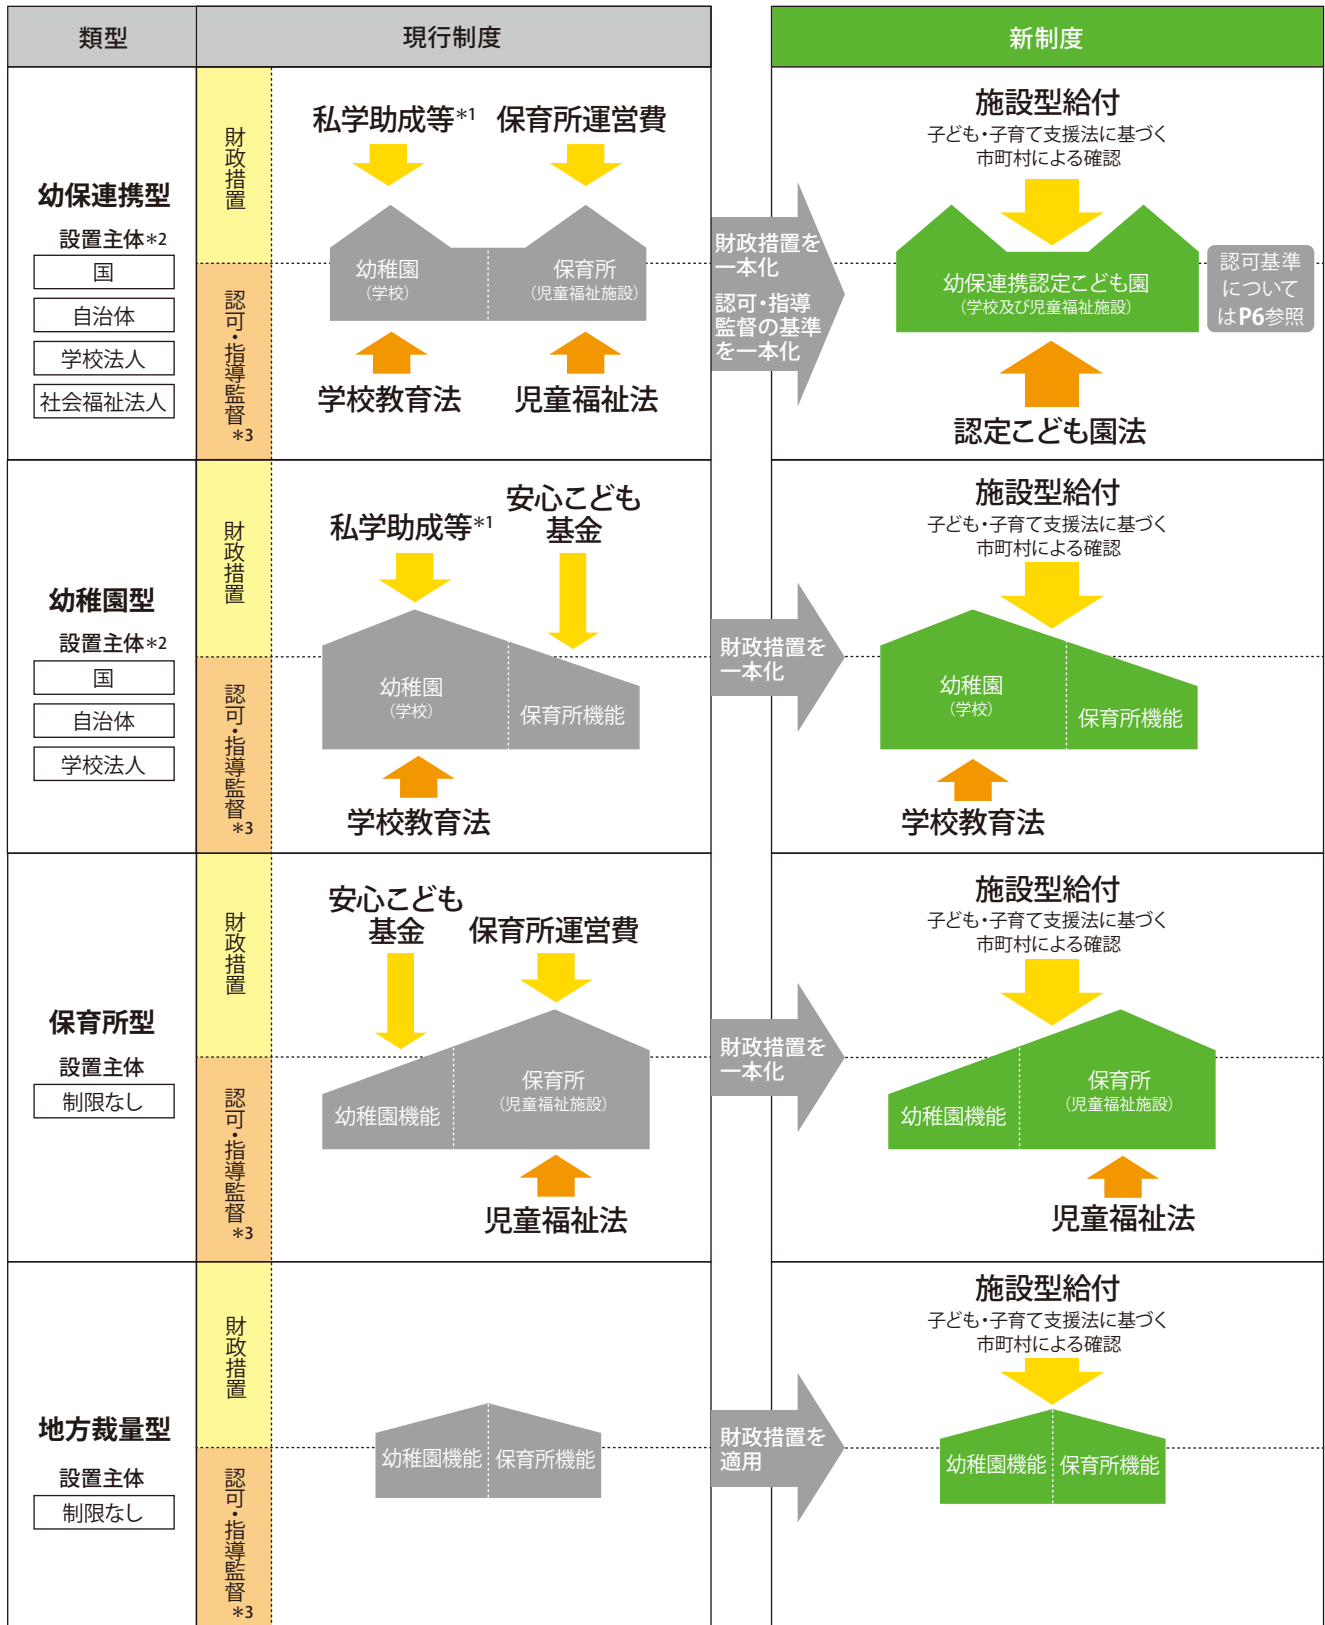 類型
現行制度
新制度
幼保連携型
設置主体*2
国
自治体
学校法人
社会福祉法人
財政措置
認可・指導監督
*3
私学助成等*1
保育所運営費
幼稚園
(学校)
保育所
(児童福祉施設)
学校教育法
児童福祉法
財政措置を
一本化
認可・指導
監督の基準
を一本化
施設型給付
子ども・子育て支援法に基づく
市町村による確認
幼保連携認定こども園
(学校及び児童福祉施設)
認可基準
について
はP6参照
認定こども園法
幼稚園型
設置主体*2
国
自治体
学校法人
財政措置
認可・指導監督
*3
私学助成等*1
安心こども
基金
幼稚園
(学校)
保育所機能
学校教育法
財政措置を
一本化
施設型給付
子ども・子育て支援法に基づく
市町村による確認
幼稚園
(学校)
保育所機能
学校教育法
保育所型
設置主体
制限なし
財政措置
認可・指導監督
*3
安心こども
基金
保育所運営費
幼稚園機能
保育所
(児童福祉施設)
児童福祉法
財政措置を
一本化
施設型給付
子ども・子育て支援法に基づく
市町村による確認
幼稚園機能
保育所
(児童福祉施設)
児童福祉法
地方裁量型
設置主体
制限なし
財政措置
認可・指導監督
*3
幼稚園機能
保育所機能
財政措置を
適用
施設型給付
子ども・子育て支援法に基づく
市町村による確認
幼稚園機能
保育所機能